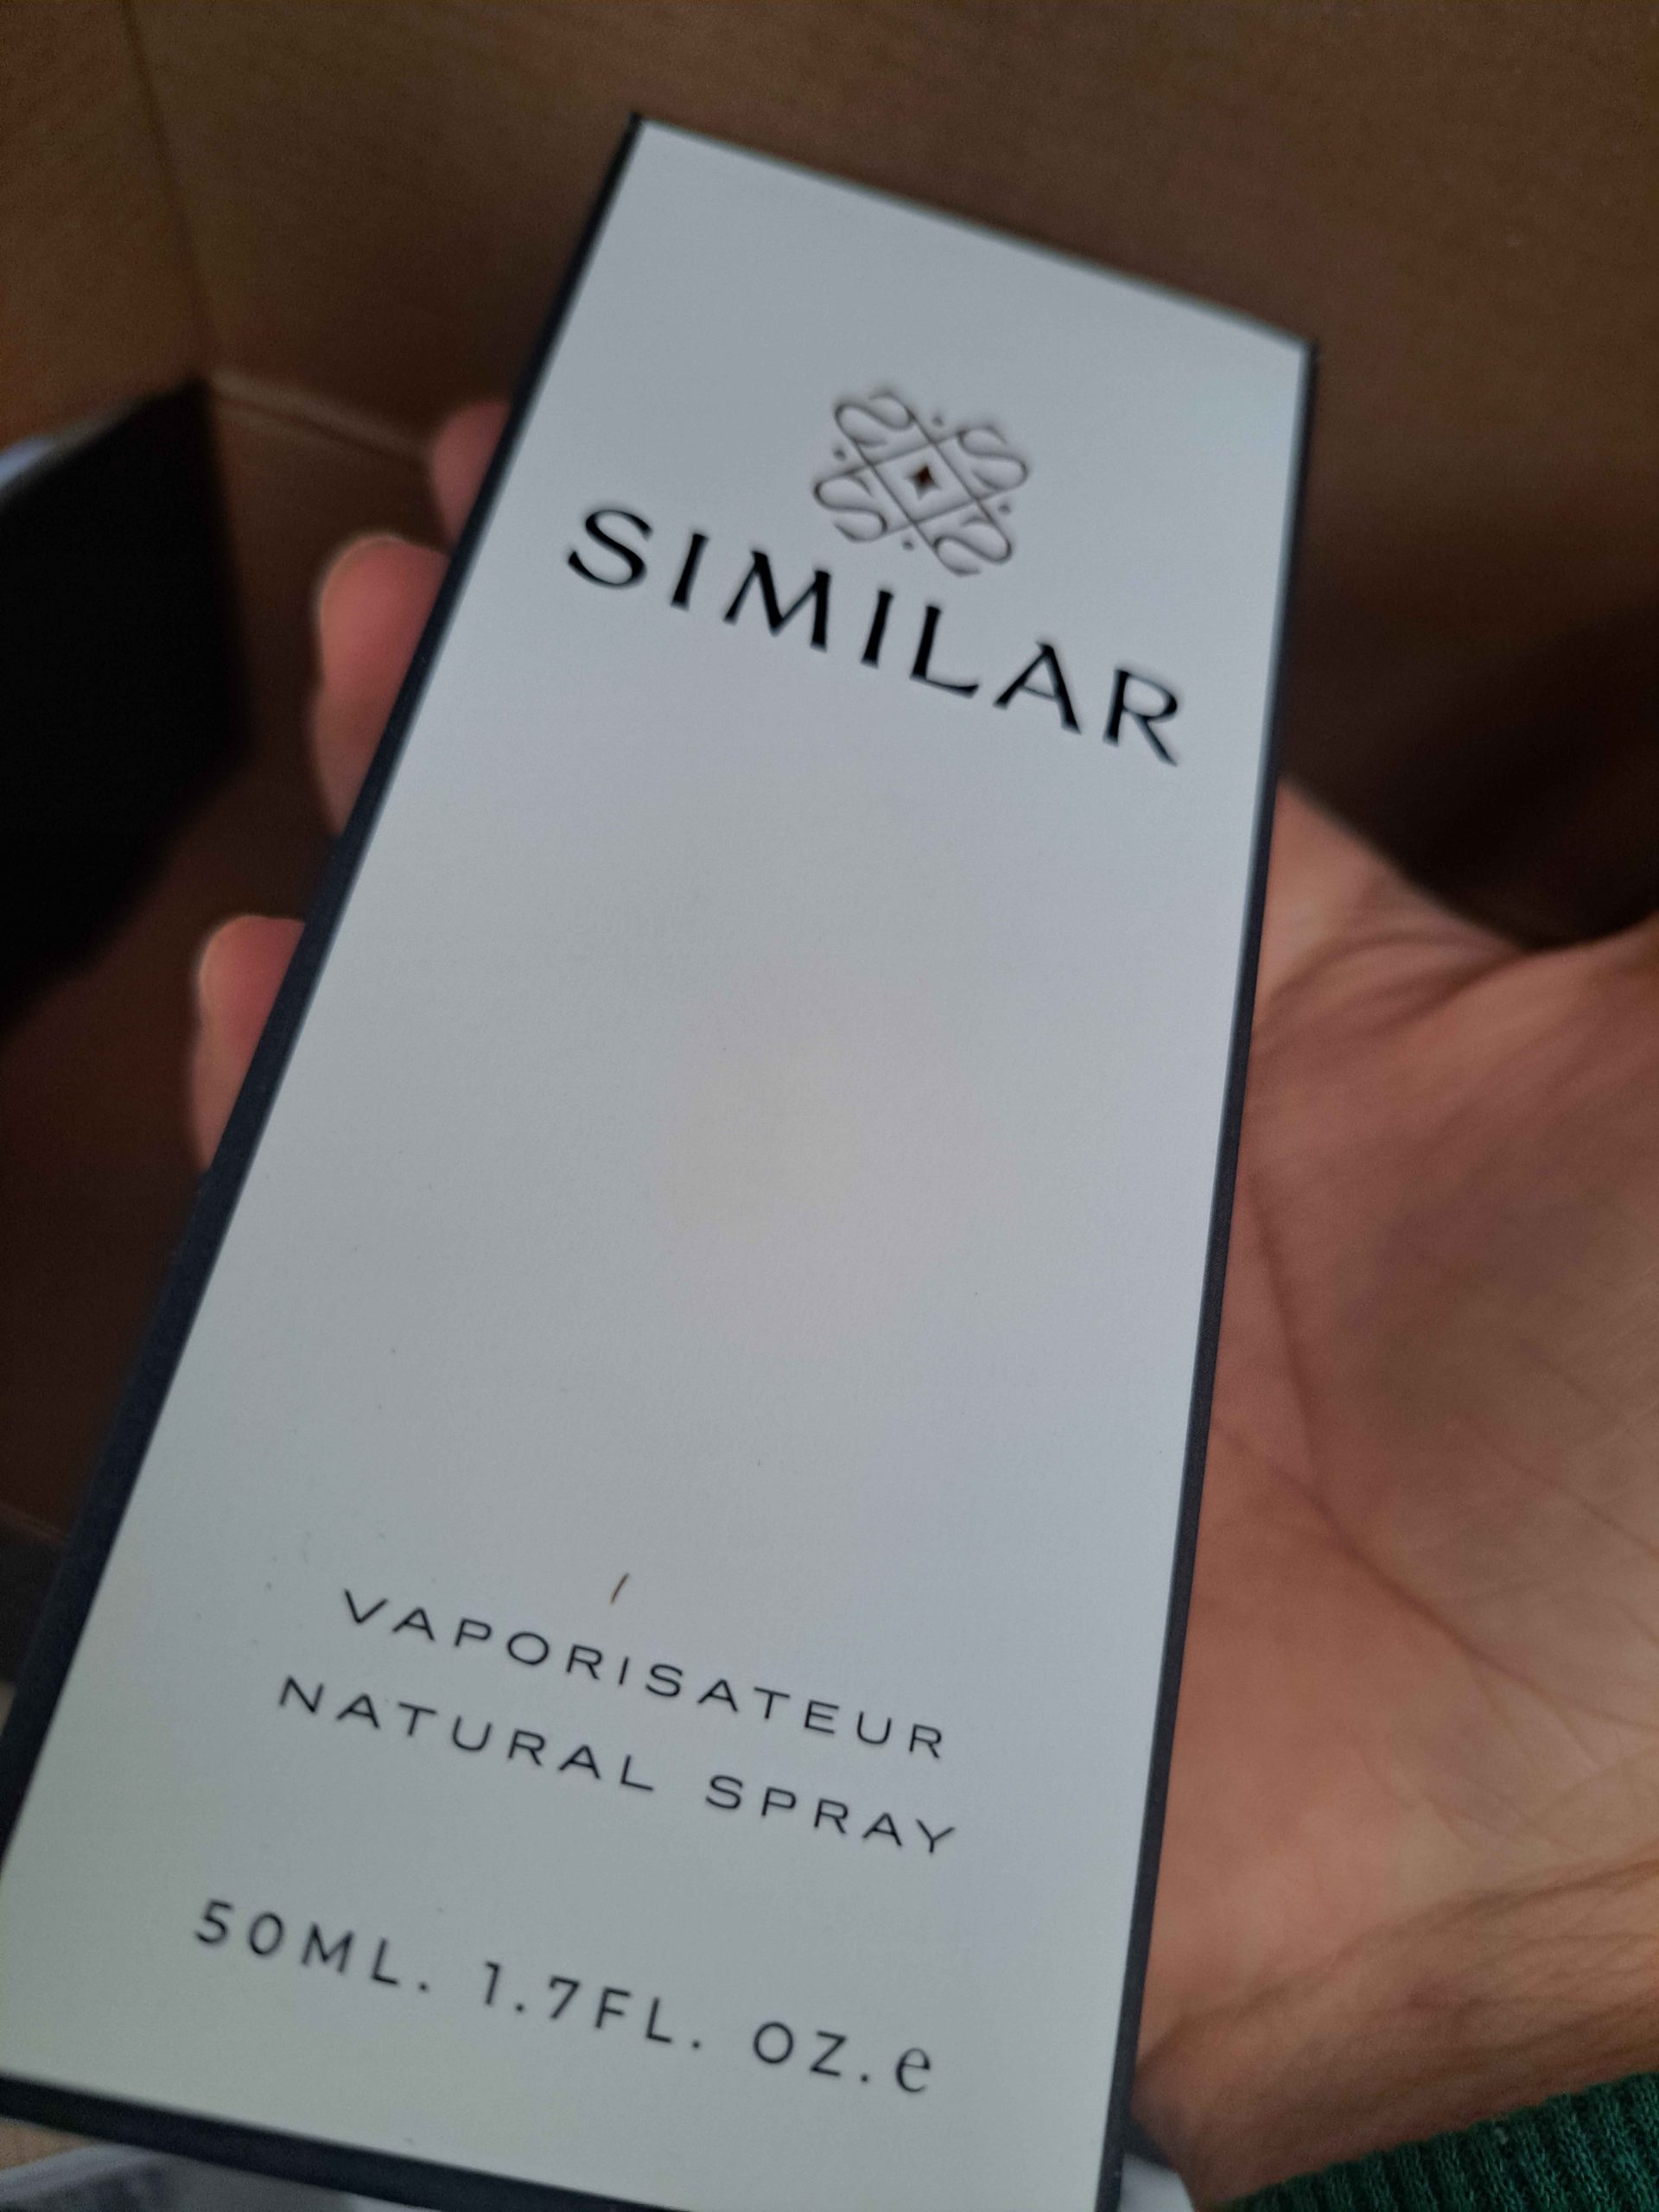 SIMILAR
VAPORISATEUR
NATURAL SPRAY
50ML. 1.7FL. OZ.e